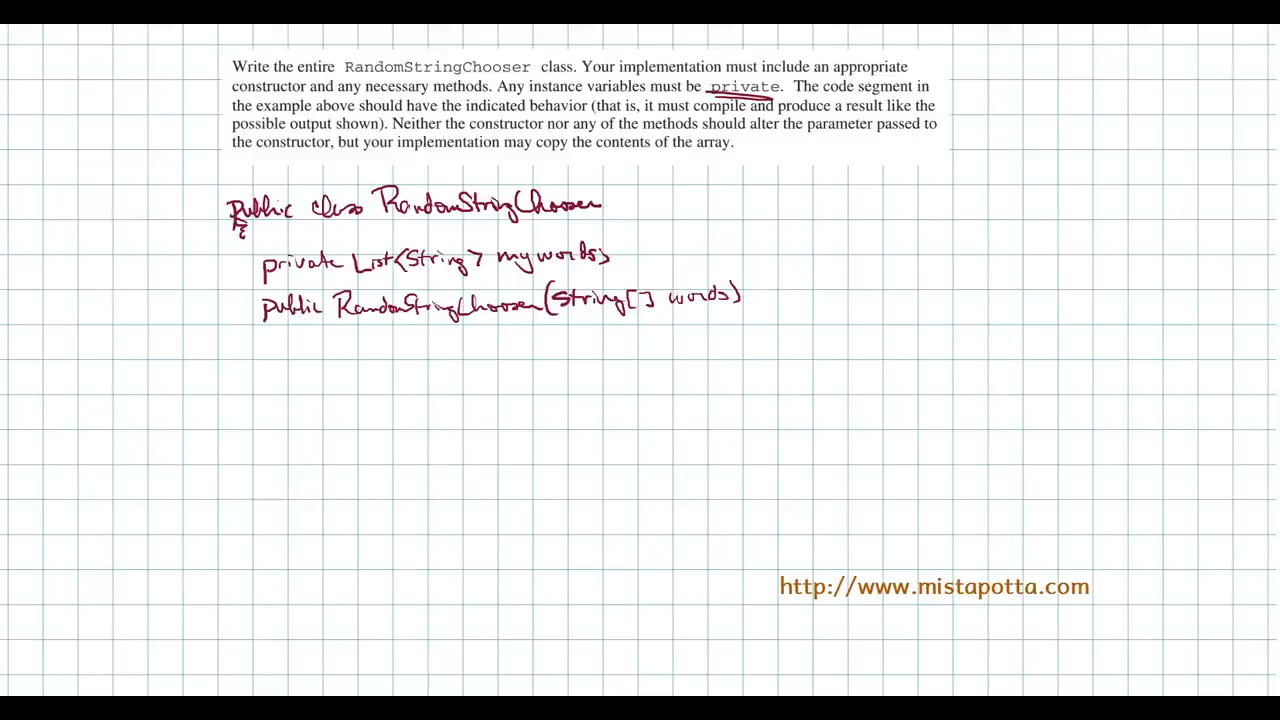 Write the entire RandomStringChooser class. Your implementation must include an appropriate
constructor and any necessary methods. Any instance variables must be private. The code segment in
the example above should have the indicated behavior (that is, it must compile and produce a result like the
possible output shown). Neither the constructor nor any of the methods should alter the parameter passed to
the constructor, but your implementation may copy the contents of the array.
public class RandomStringChooser
{
private List<String> mywords;
public RandomStringChooser(String[] words)
http://www.mistapotta.com